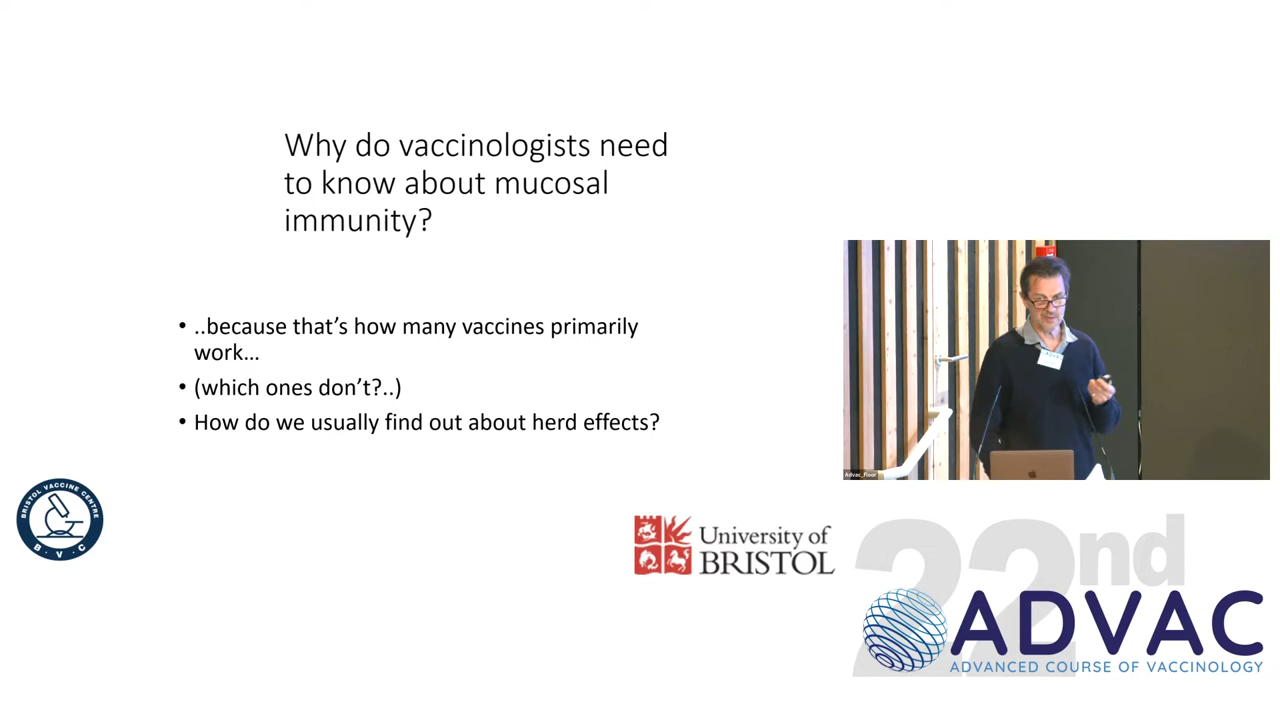 Why do vaccinologists need
to know about mucosal
immunity?
• ..because that’s how many vaccines primarily
work...
• (which ones don’t?..)
• How do we usually find out about herd effects?
Advac_floor
ADVAC
BRISTOL VACCINE CENTRE
B · V · C
University of
BRISTOL
22nd
ADVAC
ADVANCED COURSE OF VACCINOLOGY